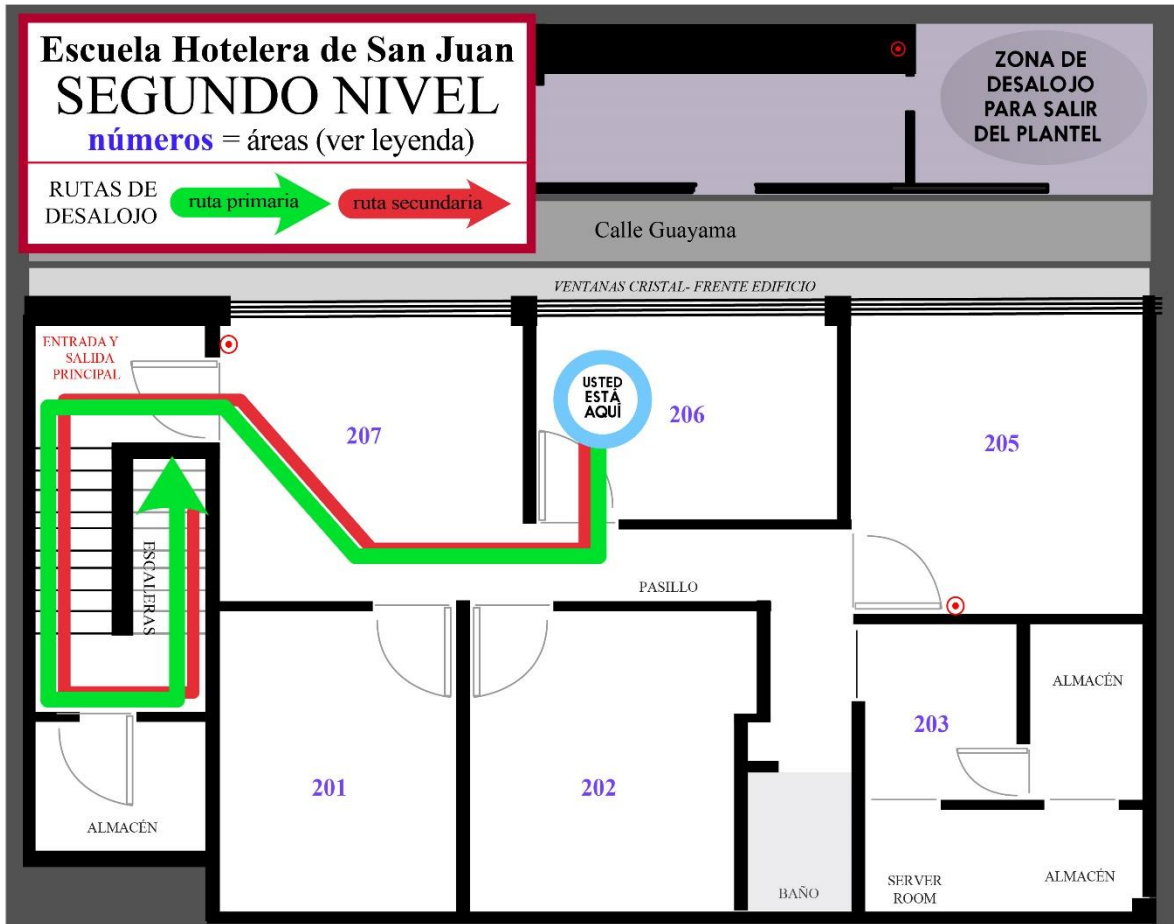 Escuela Hotelera de San Juan
SEGUNDO NIVEL
números = áreas (ver leyenda)
RUTAS DE
DESALOJO
ruta primaria
ruta secundaria
ZONA DE
DESALOJO
PARA SALIR
DEL PLANTEL
Calle Guayama
VENTANAS CRISTAL- FRENTE EDIFICIO
ENTRADA Y
SALIDA
PRINCIPAL
USTED
ESTÁ
AQUÍ
207
206
205
ESCALERAS
PASILLO
201
202
203
ALMACÉN
ALMACÉN
BAÑO
SERVER
ROOM
ALMACÉN